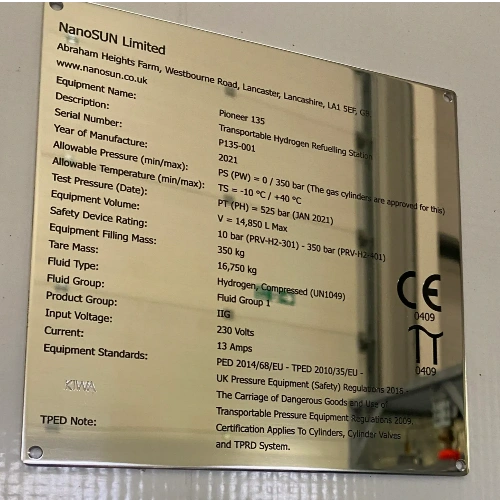 NanoSUN Limited
Abraham Heights Farm, Westbourne Road, Lancaster, Lancashire, LA1 5EF, GB
www.nanosun.co.uk
Equipment Name: Pioneer 135
Description: Transportable Hydrogen Refuelling Station
Serial Number: P135-001
Year of Manufacture: 2021
Allowable Pressure (min/max): PS (PW) = 0 / 350 bar (The gas cylinders are approved for this)
Allowable Temperature (min/max): TS = -10 °C / +40 °C
Test Pressure (Date): PT (PH) = 525 bar (JAN 2021)
Equipment Volume: V = 14,850 L Max
Safety Device Rating: 10 bar (PRV-H2-301) - 350 bar (PRV-H2-401)
Equipment Filling Mass: 350 kg
Tare Mass: 16,750 kg
Fluid Type: Hydrogen, Compressed (UN1049)
Fluid Group: Fluid Group 1
Product Group: IIG
Input Voltage: 230 Volts
Current: 13 Amps
Equipment Standards: PED 2014/68/EU - TPED 2010/35/EU -
UK Pressure Equipment (Safety) Regulations 2016 -
The Carriage of Dangerous Goods and Use of
Transportable Pressure Equipment Regulations 2009.
TPED Note: Certification Applies To Cylinders, Cylinder Valves
and TPRD System.
KIWA
CE
0409
π
0409